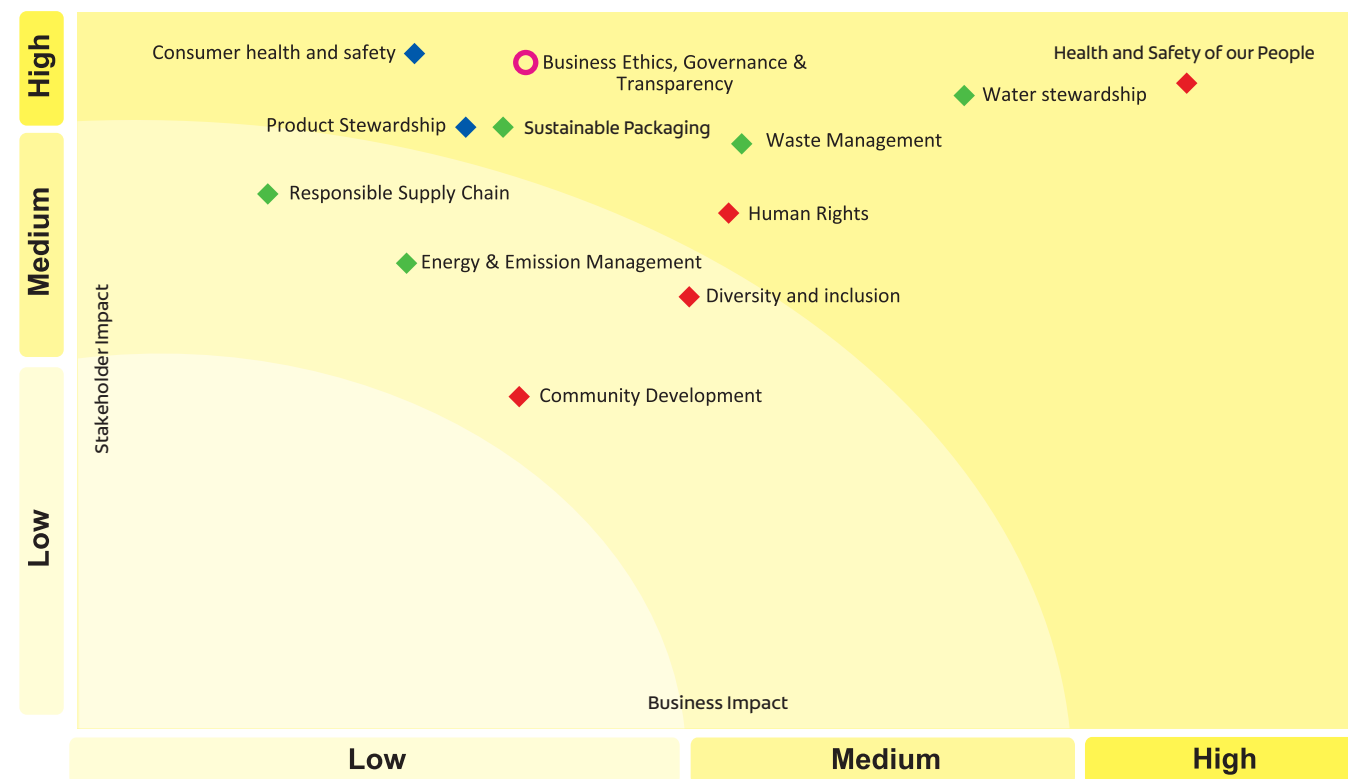 High
Medium
Low
Stakeholder Impact
Consumer health and safety
Business Ethics, Governance &
Transparency
Health and Safety of our People
Water stewardship
Product Stewardship
Sustainable Packaging
Waste Management
Responsible Supply Chain
Human Rights
Energy & Emission Management
Diversity and inclusion
Community Development
Business Impact
Low
Medium
High